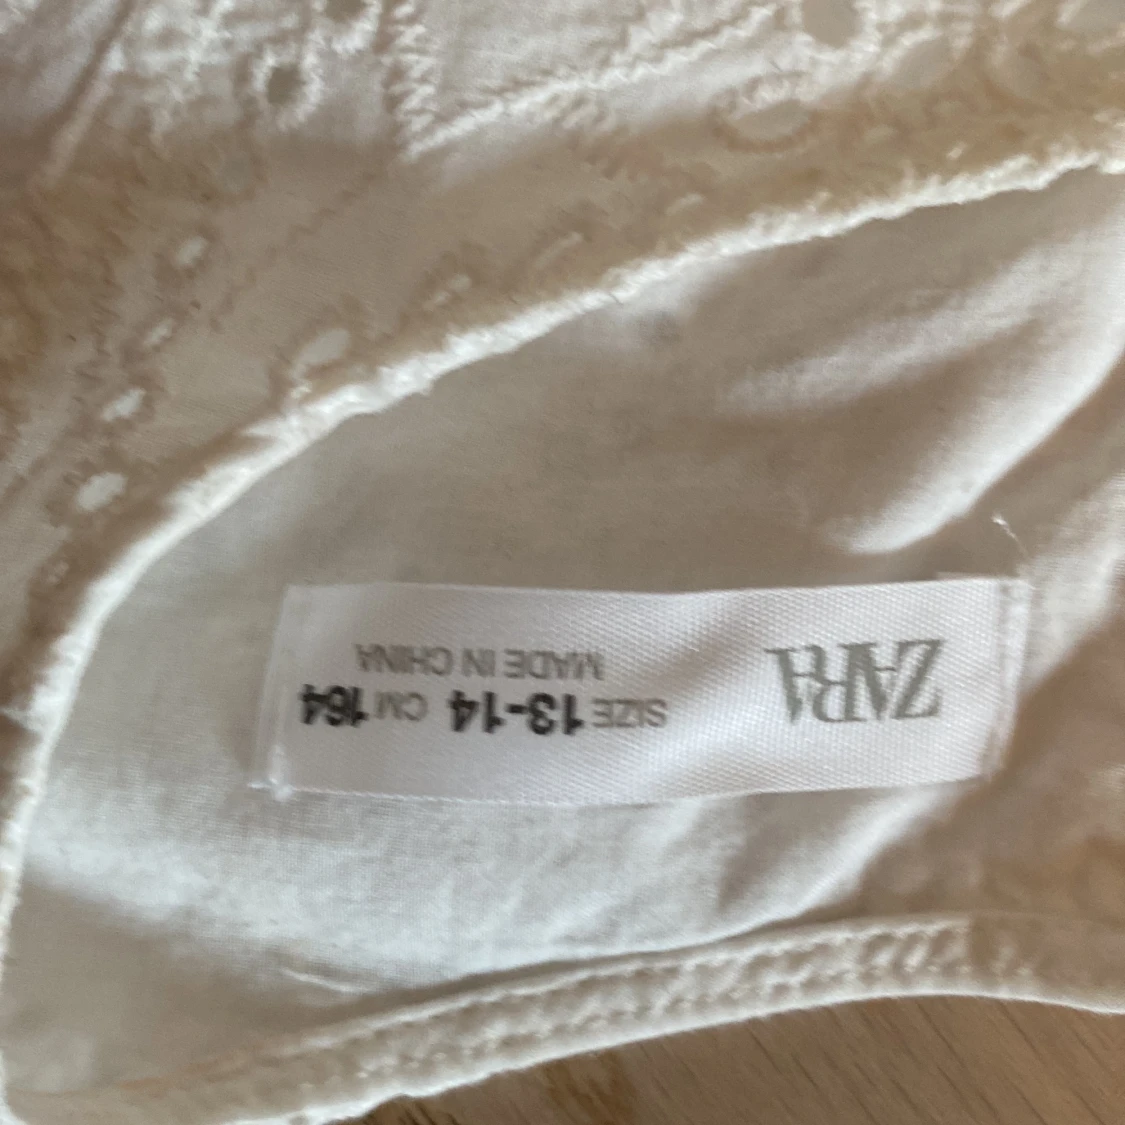 ZARA
SIZE 13-14 CM 164
MADE IN CHINA